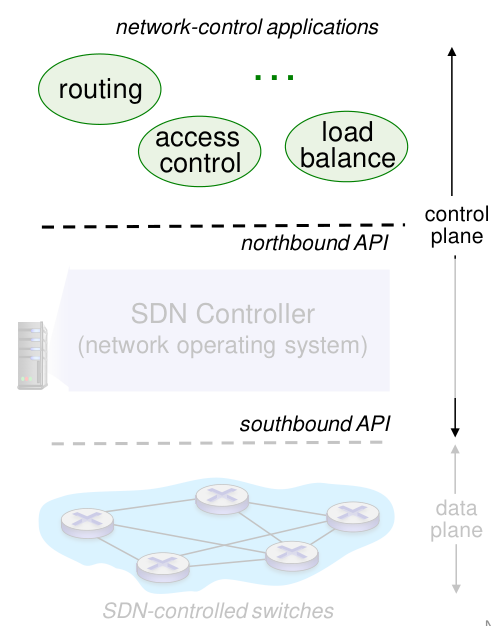 network-control applications
routing
...
access
control
load
balance
control
plane
northbound API
SDN Controller
(network operating system)
southbound API
data
plane
SDN-controlled switches